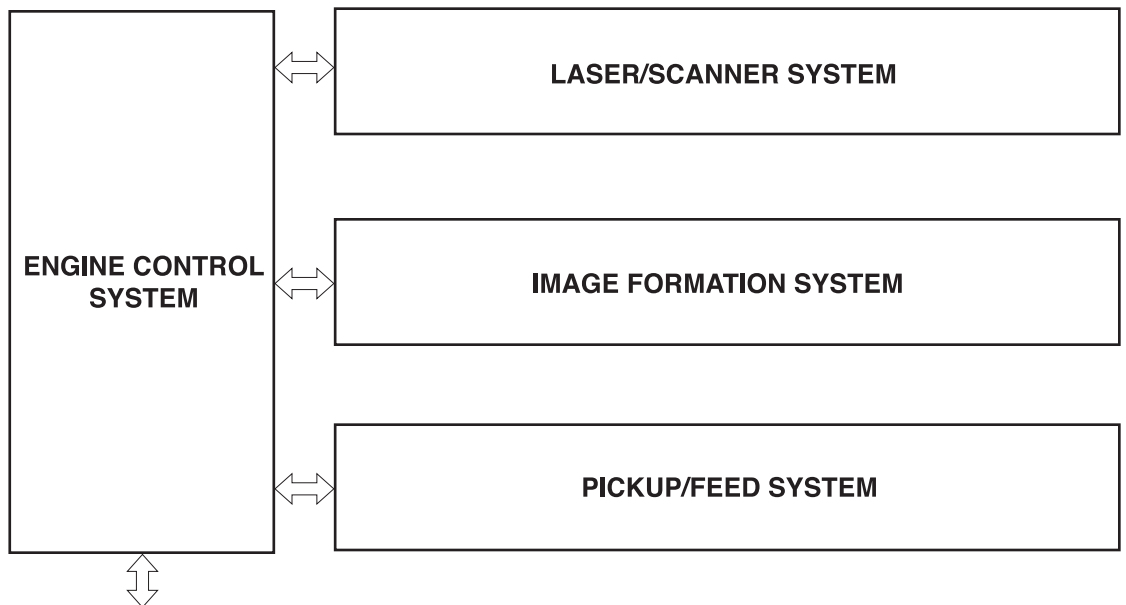 LASER/SCANNER SYSTEM
ENGINE CONTROL
SYSTEM
IMAGE FORMATION SYSTEM
PICKUP/FEED SYSTEM